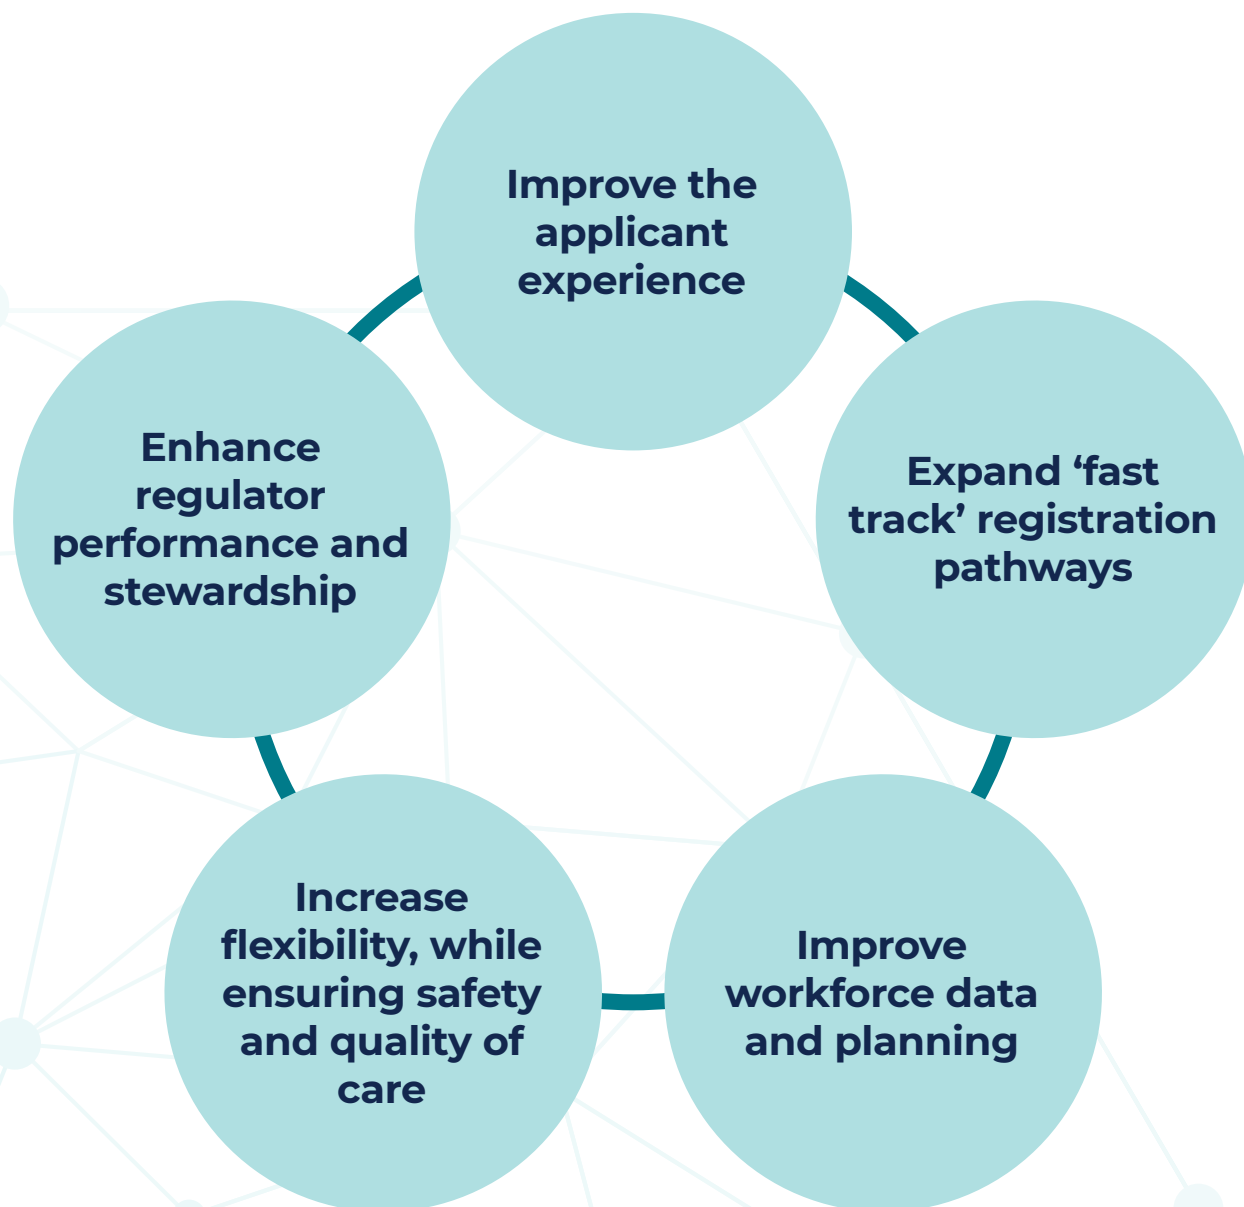 Improve the
applicant
experience
Expand ‘fast
track’ registration
pathways
Improve
workforce data
and planning
Increase
flexibility, while
ensuring safety
and quality of
care
Enhance
regulator
performance and
stewardship